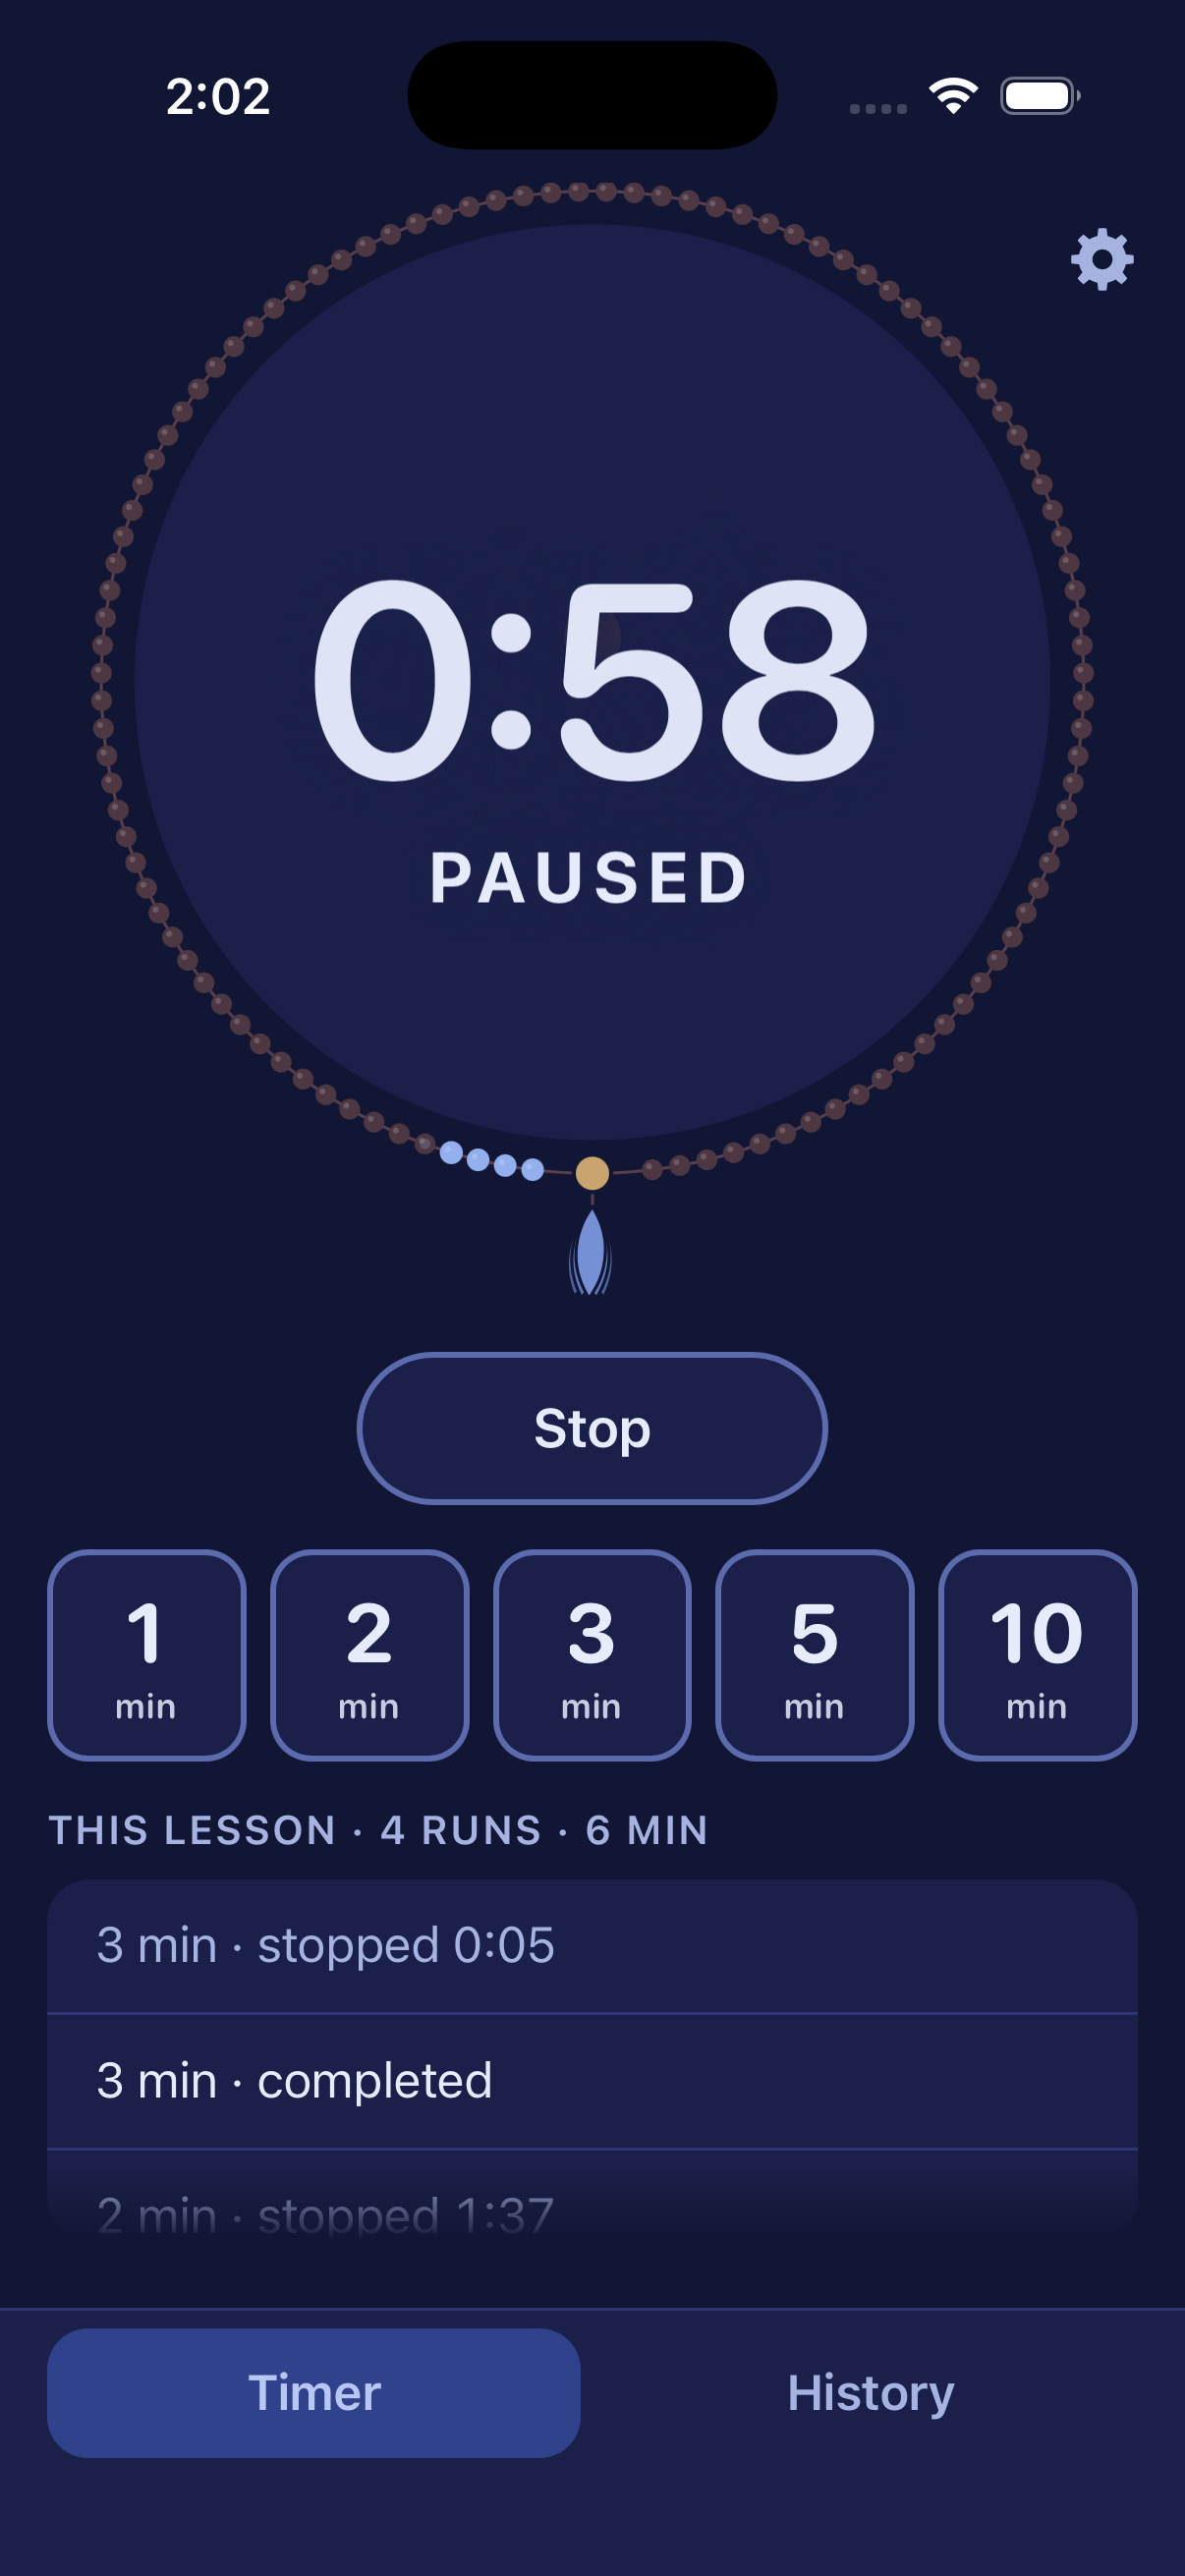 2:02
0:58
PAUSED
Stop
1 2 3 5 10
min min min min min
THIS LESSON · 4 RUNS · 6 MIN
3 min · stopped 0:05
3 min · completed
2 min · stopped 1:37
Timer History